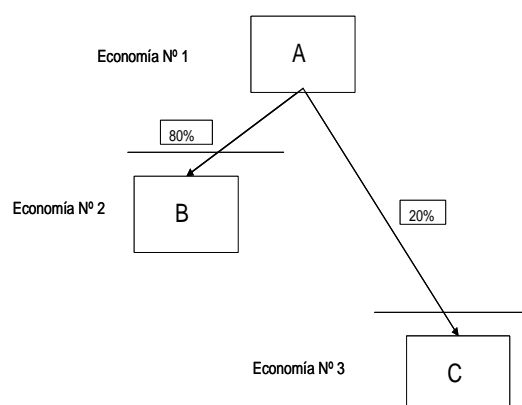 Economía Nº 1
A
80%
Economía Nº 2
B
20%
Economía Nº 3
C